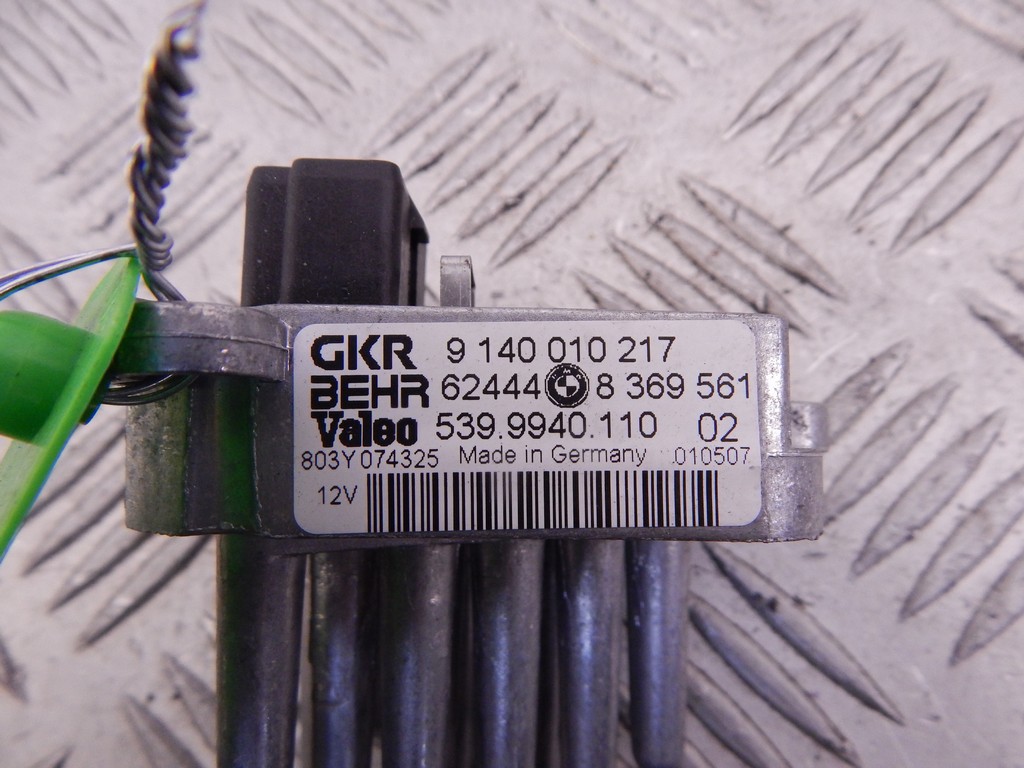 GKR 9 140 010 217
BEHR 62444 8 369 561
Valeo 539.9940.110 02
803Y074325 Made in Germany 010507
12V